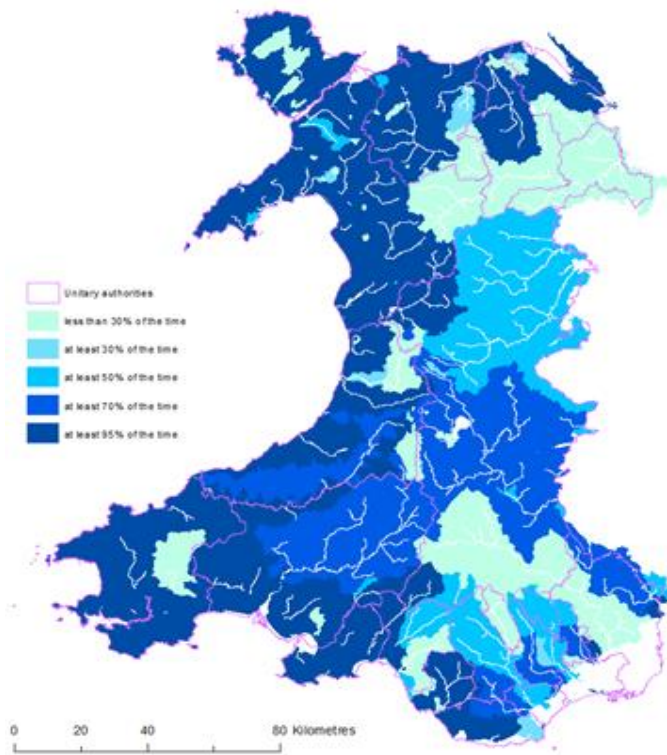 Unitary authorities
less than 30% of the time
at least 30% of the time
at least 50% of the time
at least 70% of the time
at least 95% of the time
0 20 40 80 Kilometres